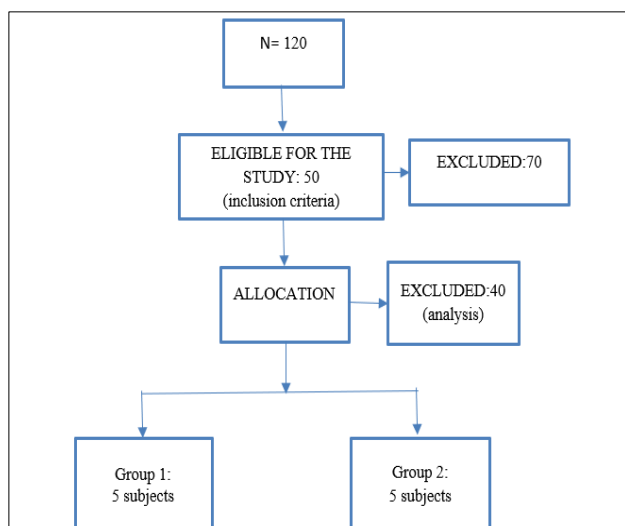 N= 120
ELIGIBLE FOR THE
STUDY: 50
(inclusion criteria)
EXCLUDED:70
ALLOCATION
EXCLUDED:40
(analysis)
Group 1:
5 subjects
Group 2:
5 subjects